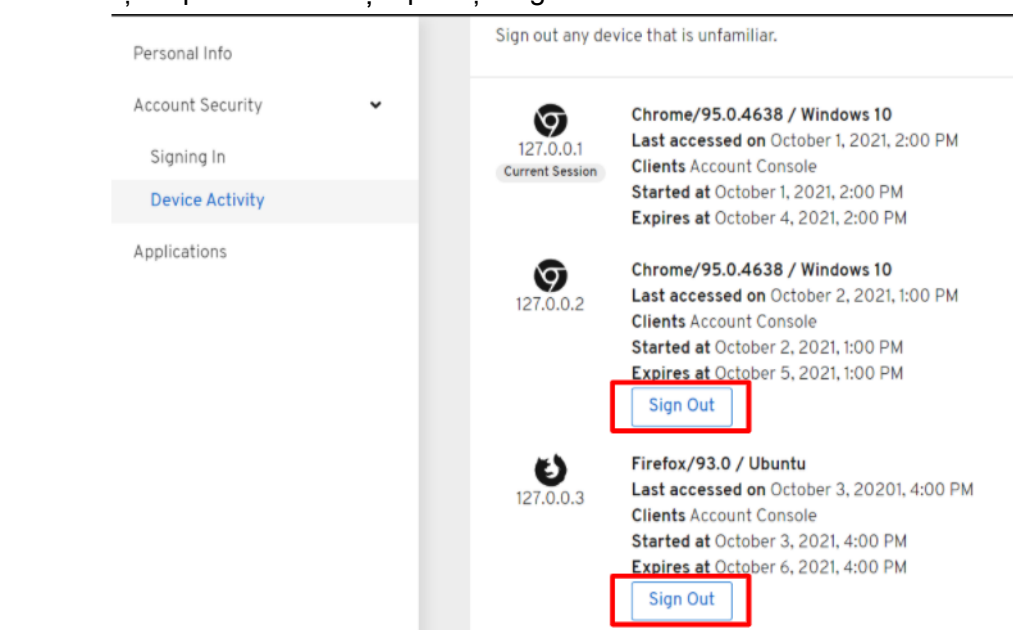 Personal Info
Account Security
Signing In
Device Activity
Applications
Sign out any device that is unfamiliar.
127.0.0.1
Current Session
Chrome/95.0.4638 / Windows 10
Last accessed on October 1, 2021, 2:00 PM
Clients Account Console
Started at October 1, 2021, 2:00 PM
Expires at October 4, 2021, 2:00 PM
127.0.0.2
Chrome/95.0.4638 / Windows 10
Last accessed on October 2, 2021, 1:00 PM
Clients Account Console
Started at October 2, 2021, 1:00 PM
Expires at October 5, 2021, 1:00 PM
Sign Out
127.0.0.3
Firefox/93.0 / Ubuntu
Last accessed on October 3, 20201, 4:00 PM
Clients Account Console
Started at October 3, 2021, 4:00 PM
Expires at October 6, 2021, 4:00 PM
Sign Out